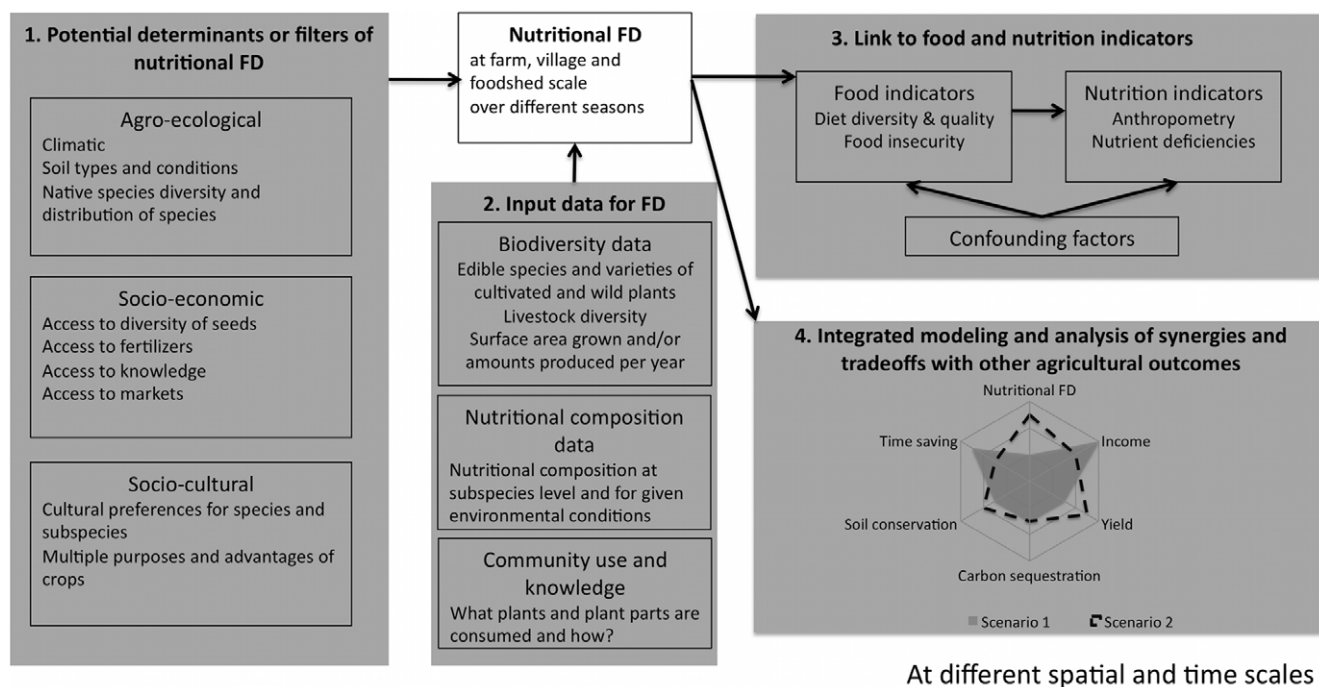 1. Potential determinants or filters of
nutritional FD
Agro-ecological
Climatic
Soil types and conditions
Native species diversity and
distribution of species
Socio-economic
Access to diversity of seeds
Access to fertilizers
Access to knowledge
Access to markets
Socio-cultural
Cultural preferences for species and
subspecies
Multiple purposes and advantages of
crops
Nutritional FD
at farm, village and
foodshed scale
over different seasons
2. Input data for FD
Biodiversity data
Edible species and varieties of
cultivated and wild plants
Livestock diversity
Surface area grown and/or
amounts produced per year
Nutritional composition
data
Nutritional composition at
subspecies level and for given
environmental conditions
Community use and
knowledge
What plants and plant parts are
consumed and how?
3. Link to food and nutrition indicators
Food indicators
Diet diversity & quality
Food insecurity
Nutrition indicators
Anthropometry
Nutrient deficiencies
Confounding factors
4. Integrated modeling and analysis of synergies and
tradeoffs with other agricultural outcomes
Nutritional FD
Time saving
Income
Soil conservation
Yield
Carbon sequestration
Scenario 1
Scenario 2
At different spatial and time scales